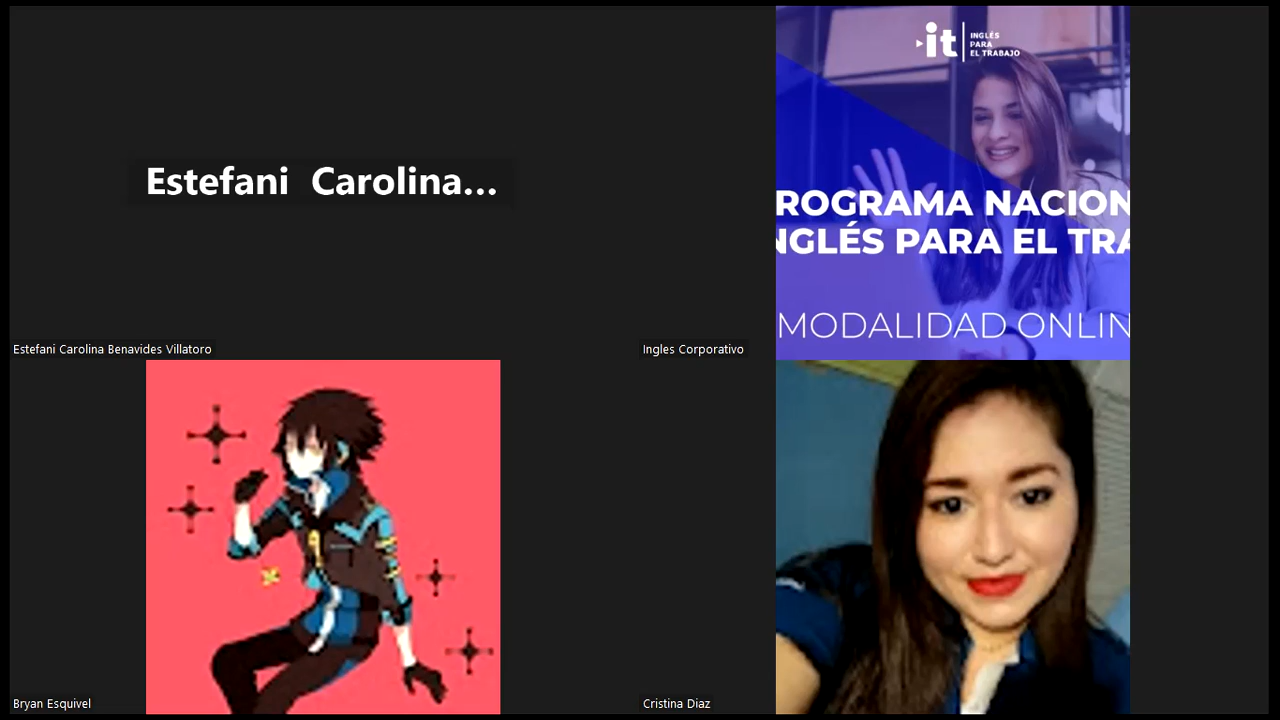 Estefani Carolina...
Estefani Carolina Benavides Villatoro
it
INGLÉS
PARA
EL TRABAJO
ROGRAMA NACION
NGLÉS PARA EL TRA
MODALIDAD ONLIN
Ingles Corporativo
Bryan Esquivel
Cristina Diaz